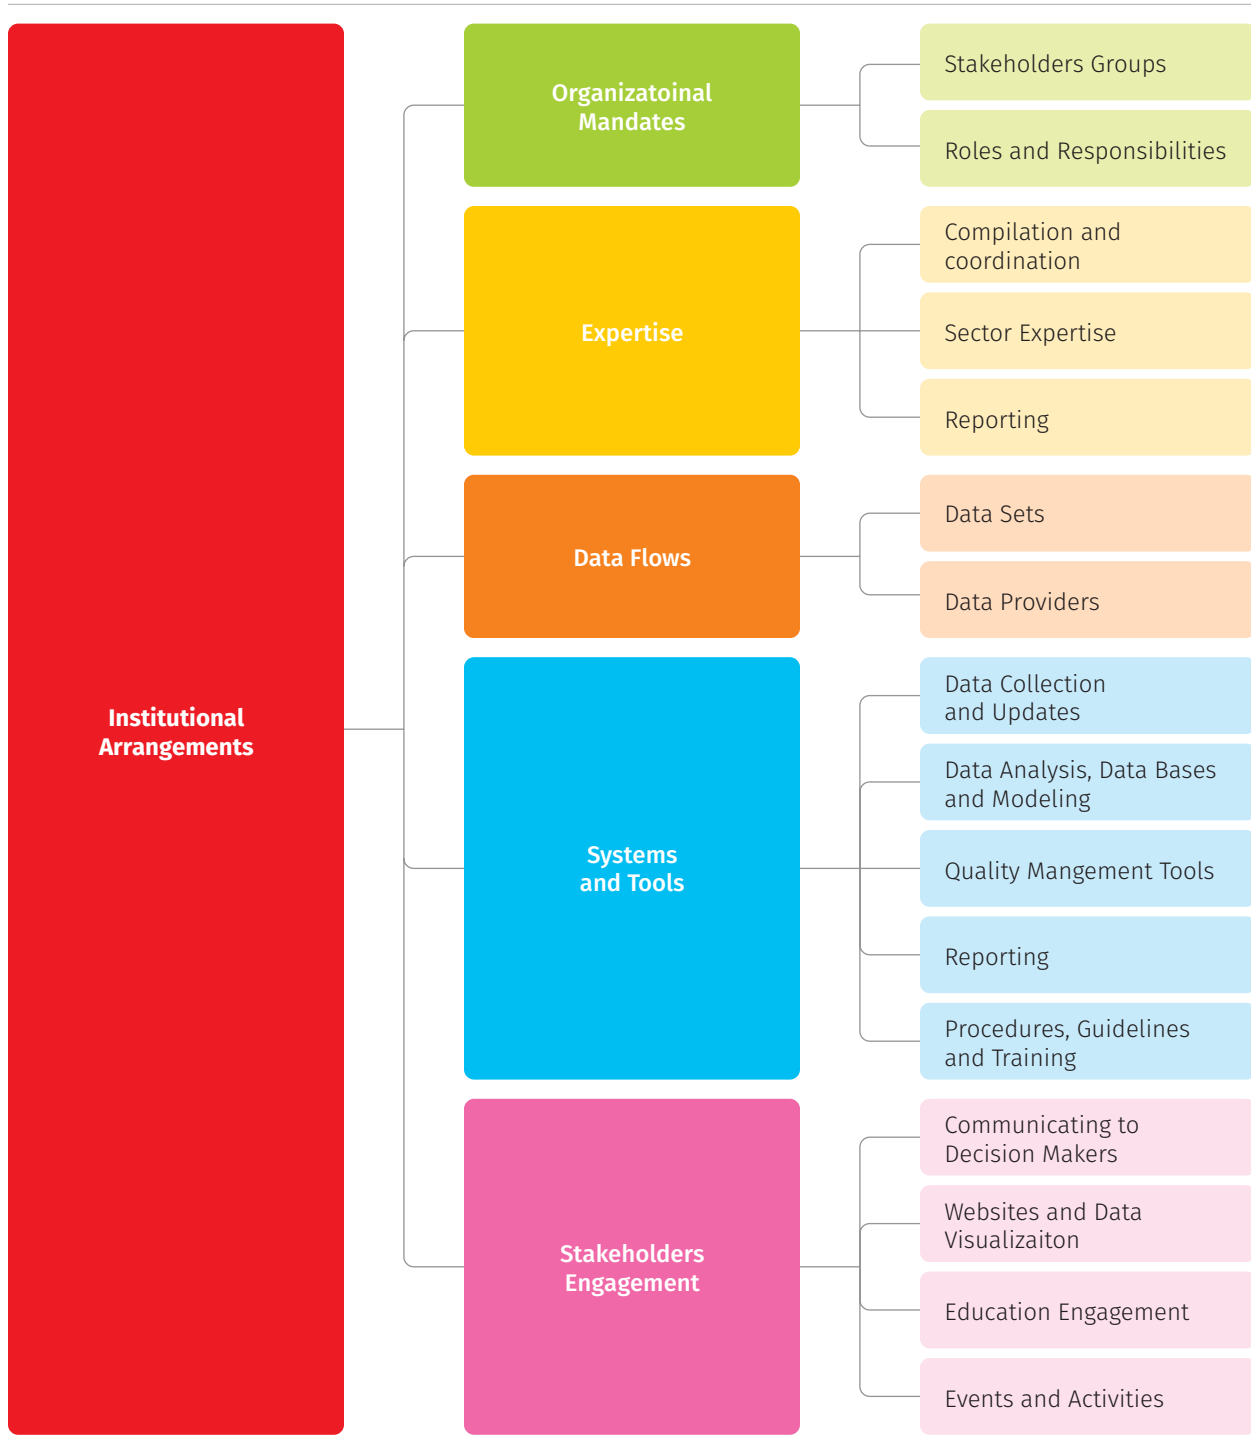 Institutional
Arrangements
Organizatoinal
Mandates
Stakeholders Groups
Roles and Responsibilities
Expertise
Compilation and
coordination
Sector Expertise
Reporting
Data Flows
Data Sets
Data Providers
Systems
and Tools
Data Collection
and Updates
Data Analysis, Data Bases
and Modeling
Quality Mangement Tools
Reporting
Procedures, Guidelines
and Training
Stakeholders
Engagement
Communicating to
Decision Makers
Websites and Data
Visualizaiton
Education Engagement
Events and Activities